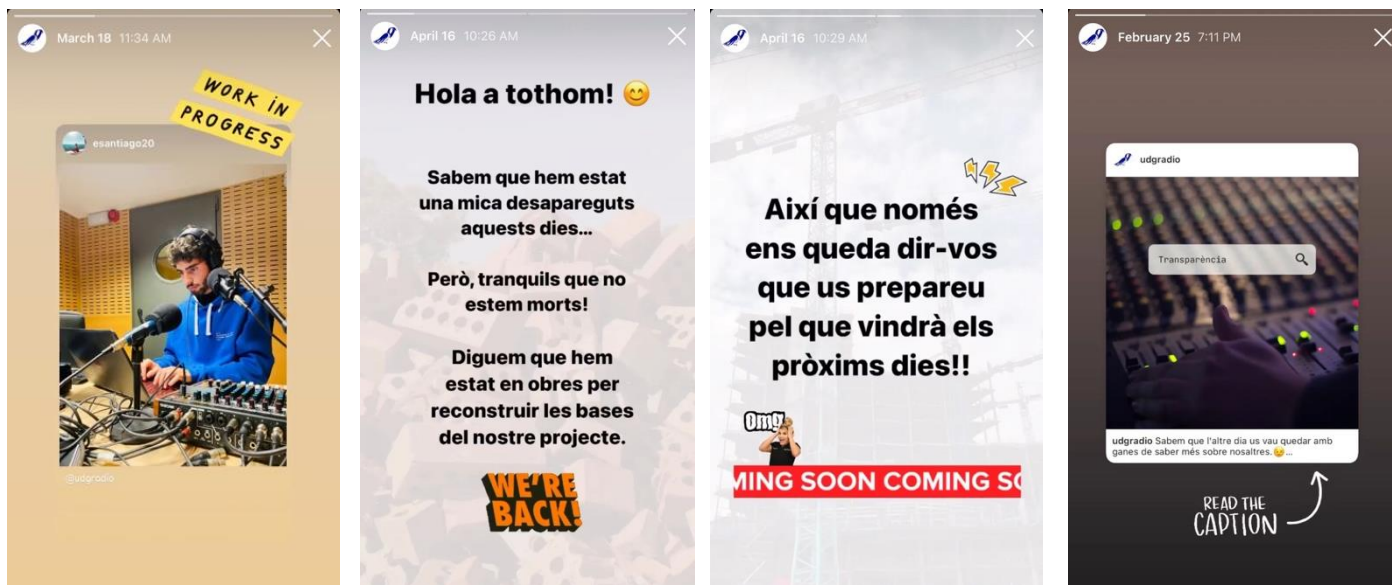 March 18 11:34 AM
WORK IN
PROGRESS
esantiago20
@udgradio
April 16 10:26 AM
Hola a tothom! 😊
Sabem que hem estat
una mica desapareguts
aquests dies...
Però, tranquils que no
estem morts!
Diguem que hem
estat en obres per
reconstruir les bases
del nostre projecte.
WE'RE
BACK!
April 16 10:29 AM
Així que només
ens queda dir-vos
que us prepareu
pel que vindrà els
pròxims dies!!
Omg
MING SOON COMING SO
February 25 7:11 PM
udgradio
Transparència
udgradio Sabem que l'altre dia us vau quedar amb
ganes de saber més sobre nosaltres.😉...
READ THE
CAPTION